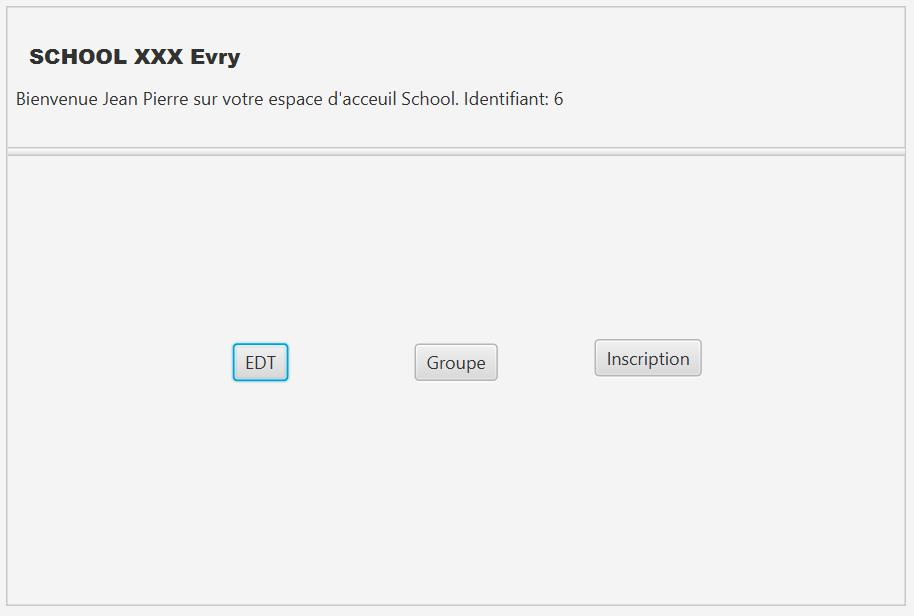 SCHOOL XXX Evry
Bienvenue Jean Pierre sur votre espace d'acceuil School. Identifiant: 6
EDT
Groupe
Inscription